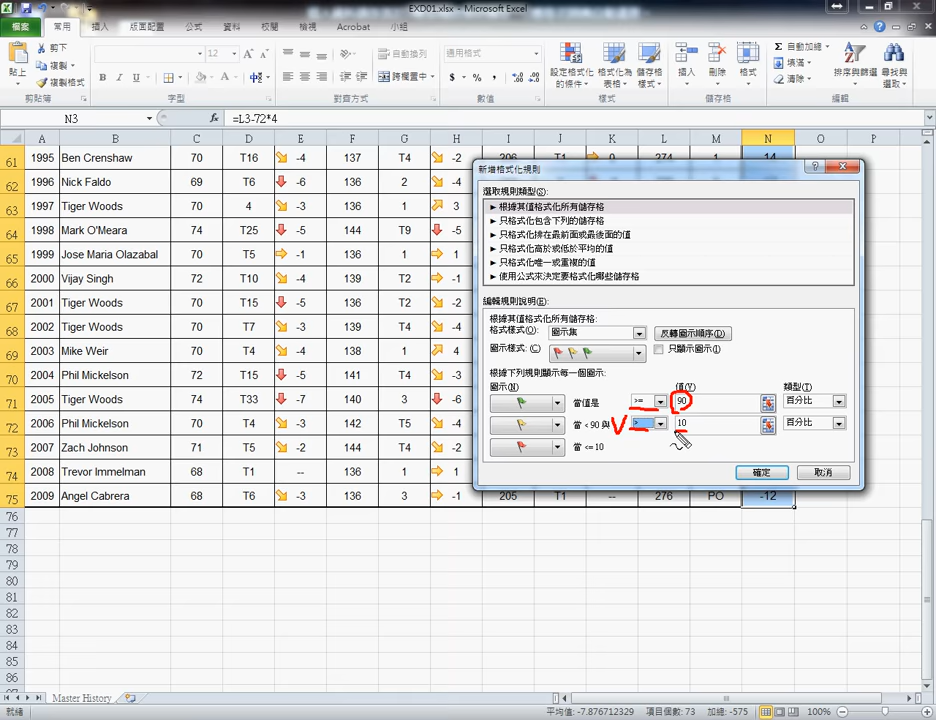 EXD01.xlsx - Microsoft Excel
檔案 常用 插入 版面配置 公式 資料 校閱 檢視 Acrobat 小組
貼上 剪下 複製 複製格式 剪貼簿
12 B I U 字型
自動換列 跨欄置中 對齊方式
通用格式 $ % , 數值
設定格式化的條件 格式化為表格 儲存格樣式 樣式
插入 刪除 格式 儲存格
Σ 自動加總 填滿 清除 排序與篩選 尋找與選取 編輯
N3 fx =L3-72*4
A B C D E F G H I J K L M N O P
61 1995 Ben Crenshaw 70 T16 -4 137 T4 -2 206 T1 0 274 1 -14
62 1996 Nick Faldo 69 T6 -6 136 2 -4
63 1997 Tiger Woods 70 4 -3 136 1 3
64 1998 Mark O'Meara 74 T25 -5 144 T9 -5
65 1999 Jose Maria Olazabal 70 T5 -1 136 1 1
66 2000 Vijay Singh 72 T10 -4 136 T2 -1
67 2001 Tiger Woods 70 T15 -5 136 T2 -2
68 2002 Tiger Woods 70 T7 -3 139 T4 -4
69 2003 Mike Weir 70 T4 -4 138 1 4
70 2004 Phil Mickelson 72 T15 -5 144 T4 -3
71 2005 Tiger Woods 74 T33 -7 140 3 -6
72 2006 Phil Mickelson 70 T4 -3 142 T5 -4
73 2007 Zach Johnson 71 T5 -2 144 T4 -2
74 2008 Trevor Immelman 68 T1 -- 136 1 --
75 2009 Angel Cabrera 68 T6 -3 136 3 -1 205 T1 -- 276 PO -12
76
77
78
79
80
81
82
83
84
85
86
新增格式化規則
選取規則類型(S):
► 根據其值格式化所有儲存格
► 只格式化包含下列的儲存格
► 只格式化排在最前面或最後面的值
► 只格式化高於或低於平均的值
► 只格式化唯一或重複的值
► 使用公式來決定要格式化哪些儲存格
編輯規則說明(E):
根據其值格式化所有儲存格:
格式樣式(O): 圖示集 反轉圖示順序(D)
圖示樣式:(C) 只顯示圖示(I)
根據下列規則顯示每一個圖示:
圖示(N) 值(V) 類型(T)
當值是 >= 90 百分比
當 < 90 與 V > 10 百分比
當 <= 10
確定 取消
Master History
就緒 平均值: -7.876712329 項目個數: 73 加總: -575 100%